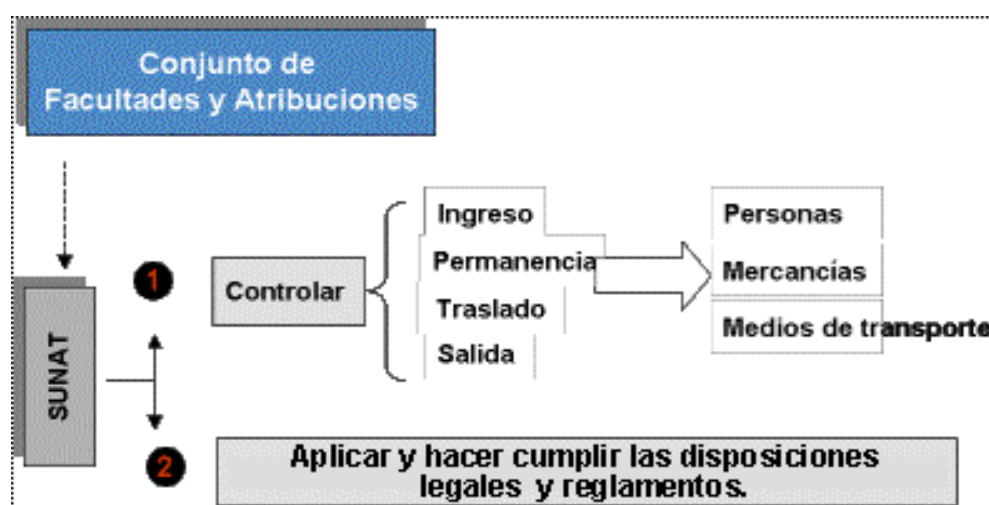 Conjunto de
Facultades y Atribuciones
SUNAT
1
Controlar
Ingreso
Permanencia
Traslado
Salida
Personas
Mercancías
Medios de transporte
2
Aplicar y hacer cumplir las disposiciones
legales y reglamentos.